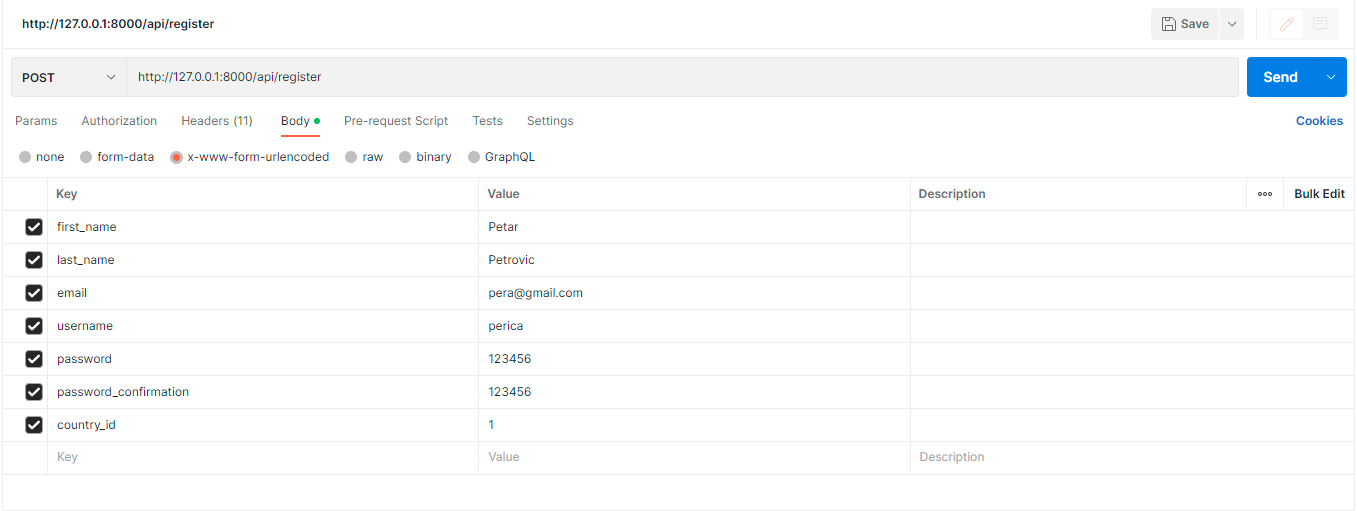 http://127.0.0.1:8000/api/register Save
POST http://127.0.0.1:8000/api/register Send
Params Authorization Headers (11) Body Pre-request Script Tests Settings Cookies
none form-data x-www-form-urlencoded raw binary GraphQL
Key Value Description Bulk Edit
first_name Petar
last_name Petrovic
email pera@gmail.com
username perica
password 123456
password_confirmation 123456
country_id 1
Key Value Description